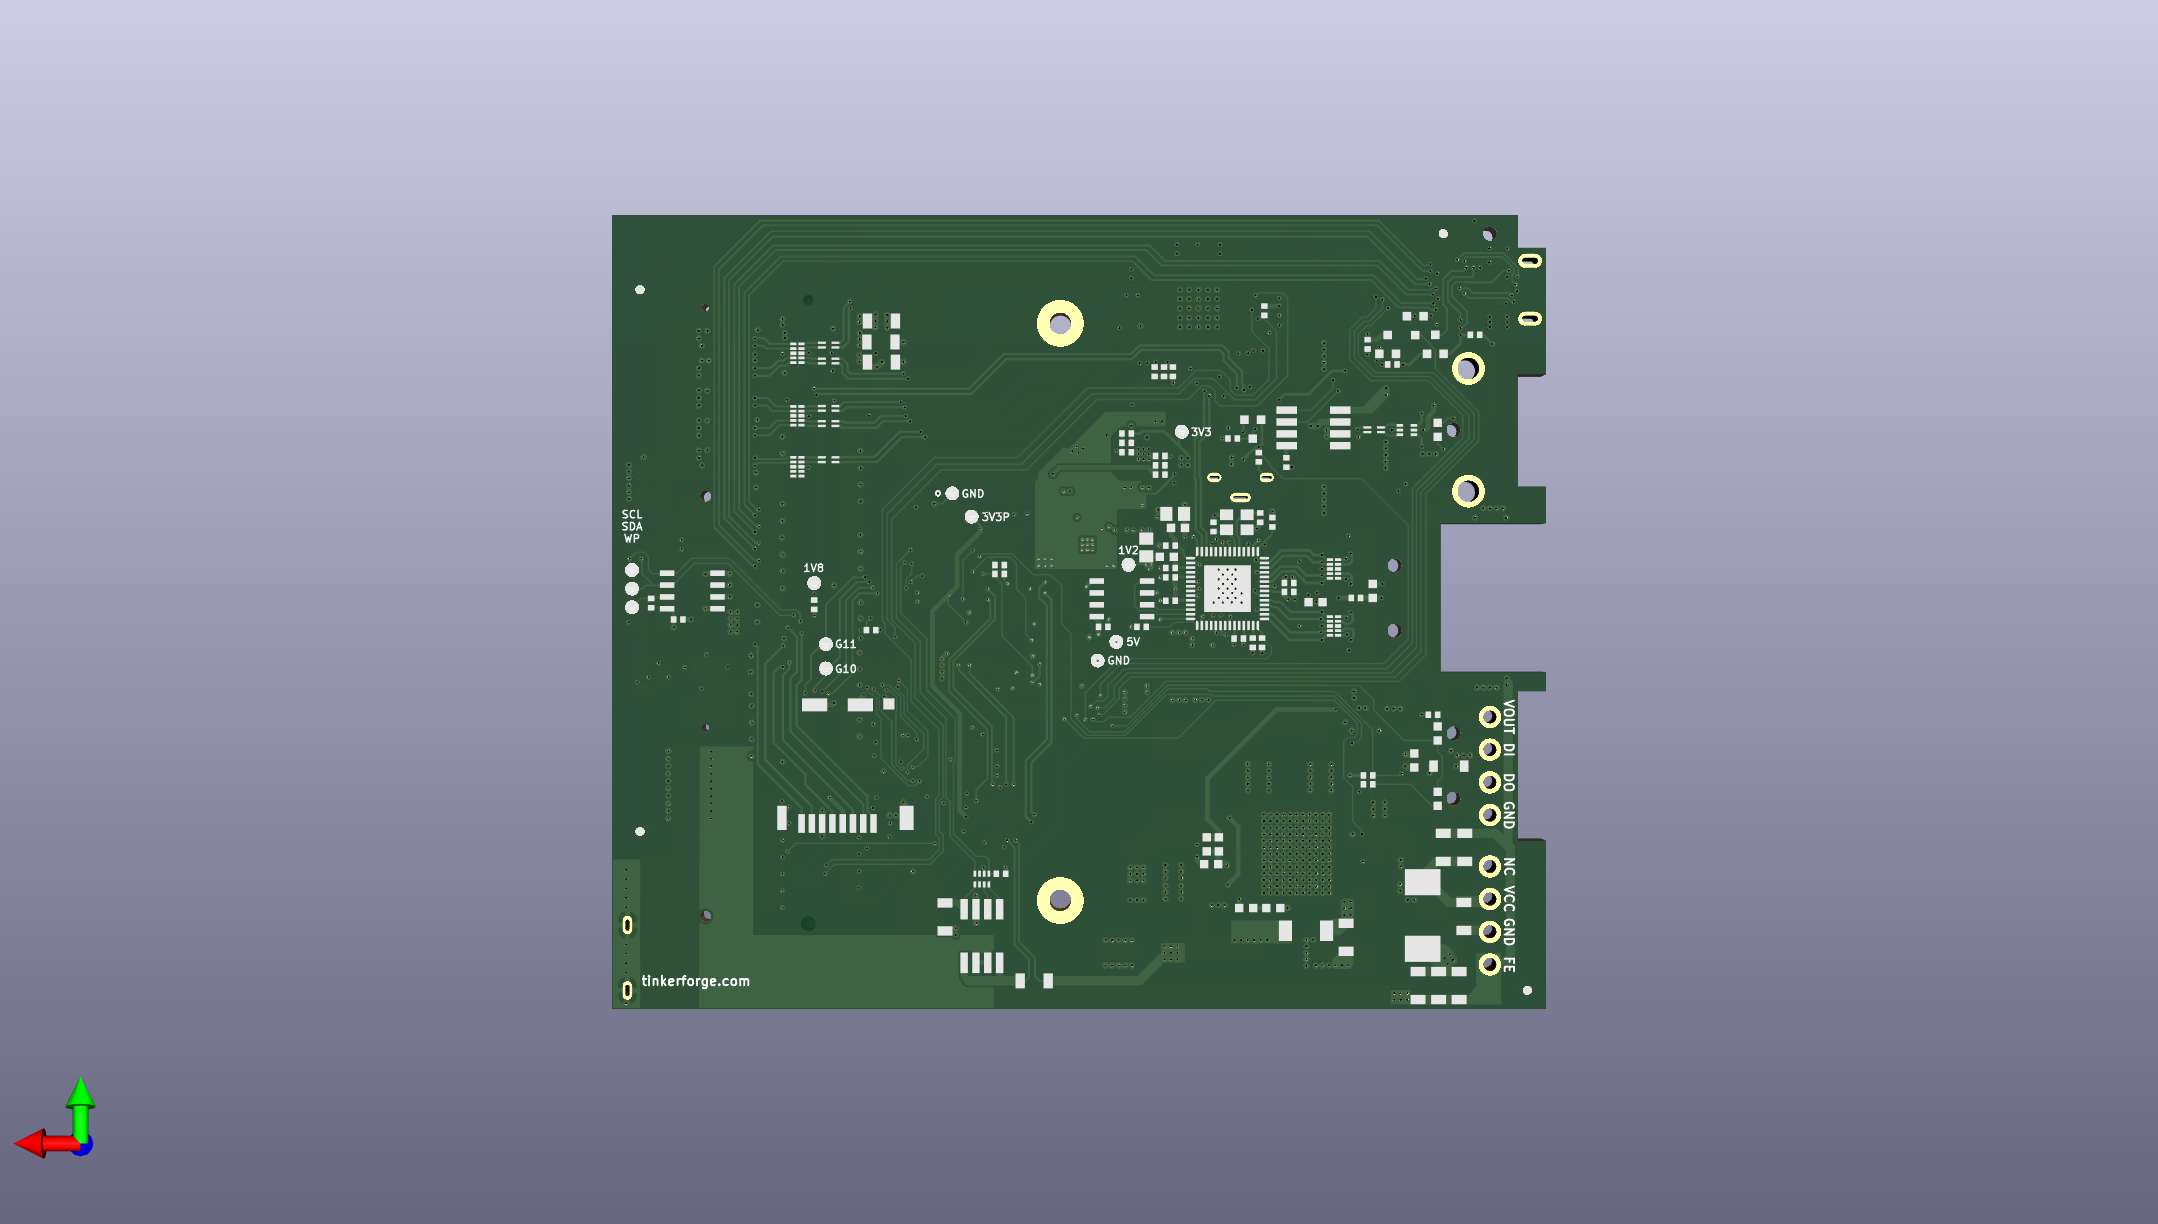 3V3
GND
3V3P
SCL
SDA
WP
1V2
1V8
5V
G11
GND
G10
VOUT DI DO GND
NC VCC GND FE
tinkerforge.com